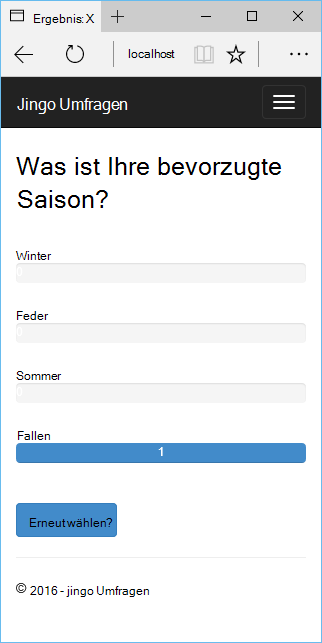 Ergebnis: X
localhost
Jingo Umfragen
Was ist Ihre bevorzugte
Saison?
Winter
0
Feder
0
Sommer
0
Fallen
1
Erneut wählen?
© 2016 - jingo Umfragen